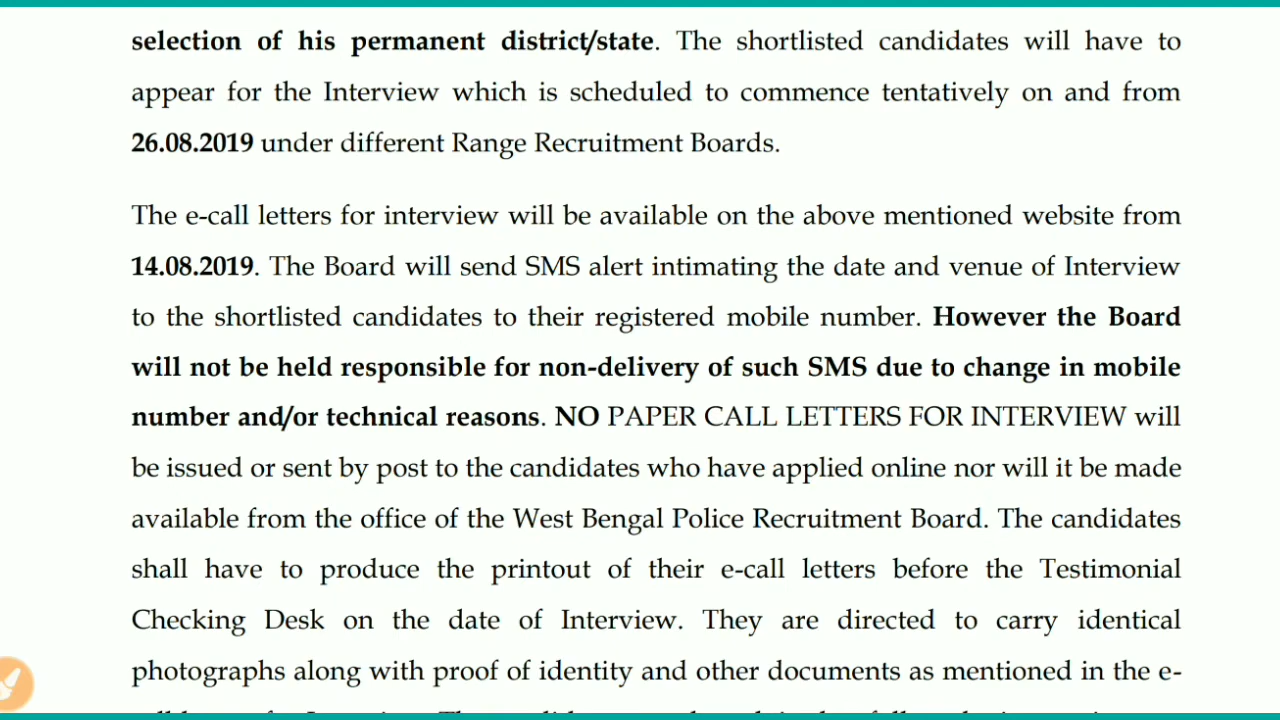 selection of his permanent district/state. The shortlisted candidates will have to
appear for the Interview which is scheduled to commence tentatively on and from
26.08.2019 under different Range Recruitment Boards.
The e-call letters for interview will be available on the above mentioned website from
14.08.2019. The Board will send SMS alert intimating the date and venue of Interview
to the shortlisted candidates to their registered mobile number. However the Board
will not be held responsible for non-delivery of such SMS due to change in mobile
number and/or technical reasons. NO PAPER CALL LETTERS FOR INTERVIEW will
be issued or sent by post to the candidates who have applied online nor will it be made
available from the office of the West Bengal Police Recruitment Board. The candidates
shall have to produce the printout of their e-call letters before the Testimonial
Checking Desk on the date of Interview. They are directed to carry identical
photographs along with proof of identity and other documents as mentioned in the e-